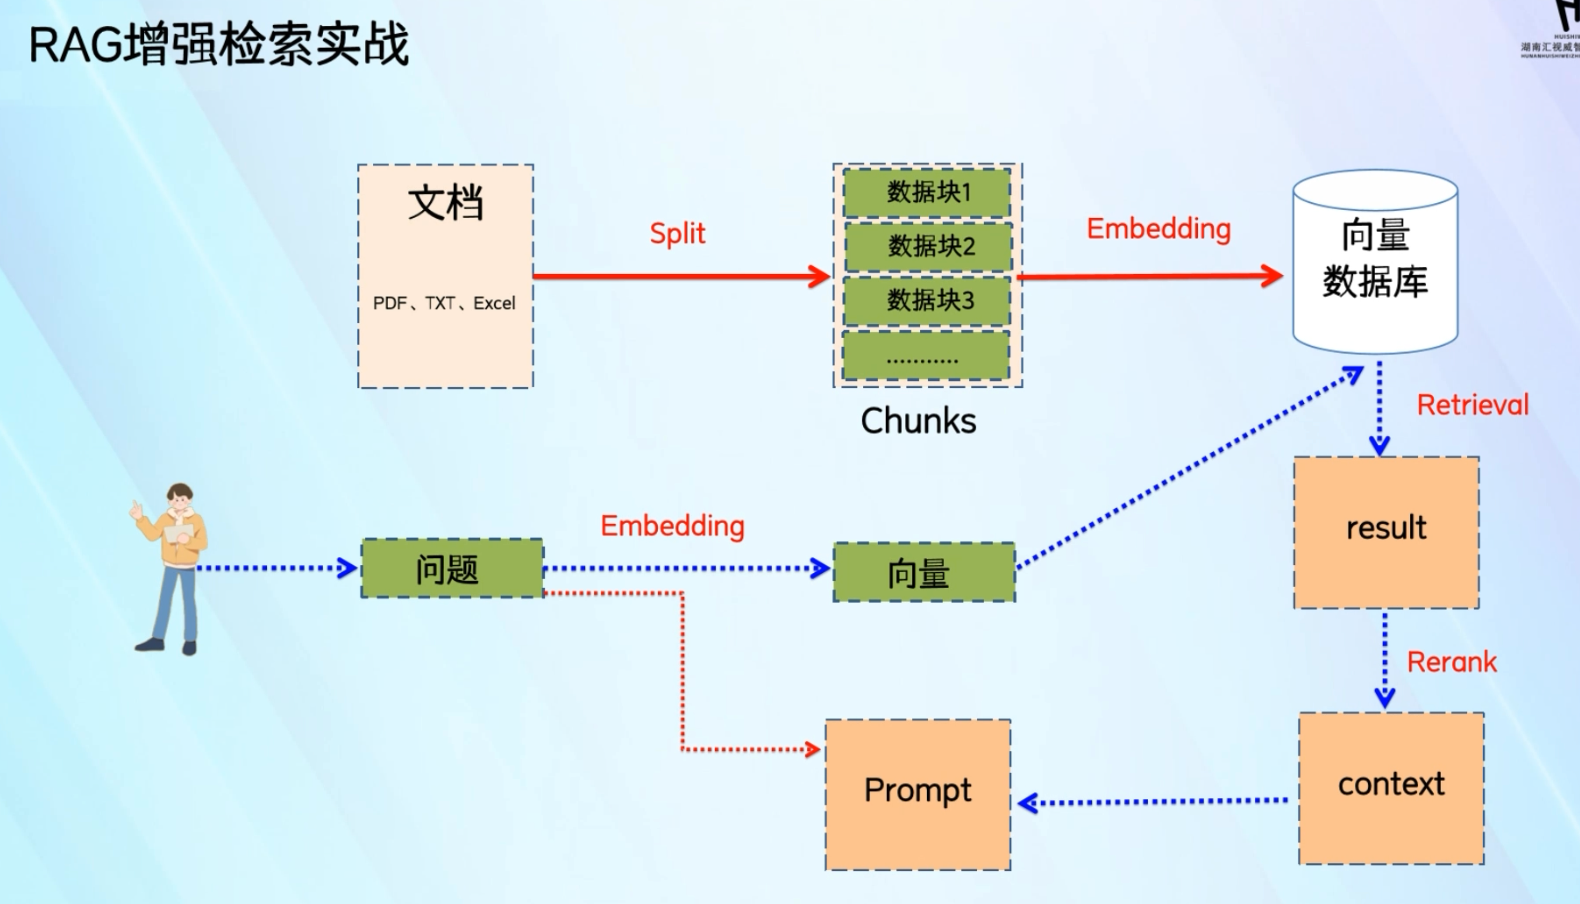 RAG增强检索实战
湖南汇视威智
文档
PDF、TXT、Excel
Split
数据块1
数据块2
数据块3
...........
Chunks
Embedding
向量
数据库
Retrieval
result
问题
Embedding
向量
Rerank
Prompt
context